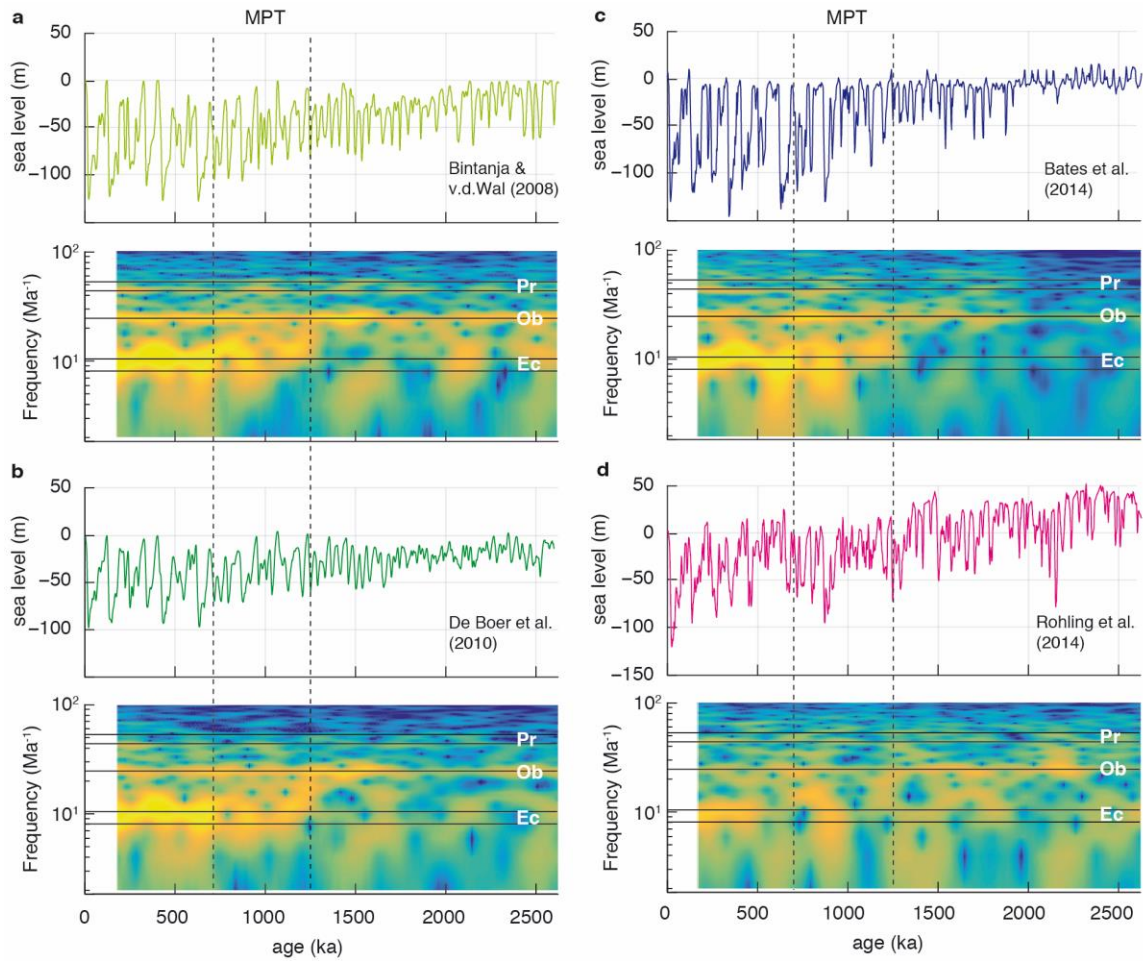 a
MPT
50
0
−50
−100
sea level (m)
Bintanja &
v.d.Wal (2008)
10²
10¹
Frequency (Ma⁻¹)
Pr
Ob
Ec
b
50
0
−50
−100
sea level (m)
De Boer et al.
(2010)
10²
10¹
Frequency (Ma⁻¹)
Pr
Ob
Ec
0 500 1000 1500 2000 2500
age (ka)
c
MPT
50
0
−50
−100
sea level (m)
Bates et al.
(2014)
10²
10¹
Frequency (Ma⁻¹)
Pr
Ob
Ec
d
50
0
−50
−100
−150
sea level (m)
Rohling et al.
(2014)
10²
10¹
Frequency (Ma⁻¹)
Pr
Ob
Ec
0 500 1000 1500 2000 2500
age (ka)